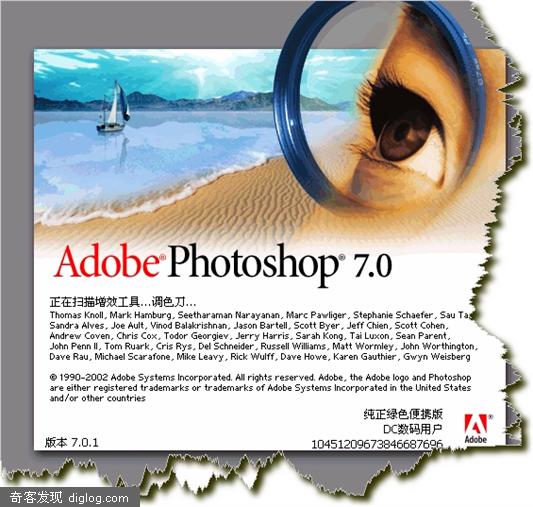 Adobe® Photoshop® 7.0
正在扫描增效工具...调色刀...
Thomas Knoll, Mark Hamburg, Seetharaman Narayanan, Marc Pawliger, Stephanie Schaefer, Sau Ta
Sandra Alves, Joe Ault, Vinod Balakrishnan, Jason Bartell, Scott Byer, Jeff Chien, Scott Cohen,
Andrew Coven, Chris Cox, Todor Georgiev, Jerry Harris, Sarah Kong, Tai Luxon, Sean Parent,
John Penn II, Tom Ruark, Cris Rys, Del Schneider, Russell Williams, Matt Wormley, John Worthington,
Dave Rau, Michael Scarafone, Mike Leavy, Rick Wulff, Dave Howe, Karen Gauthier, Gwyn Weisberg
© 1990-2002 Adobe Systems Incorporated. All rights reserved. Adobe, the Adobe logo and Photoshop
are either registered trademarks or trademarks of Adobe Systems Incorporated in the United States
and/or other countries
纯正绿色便携版
DC数码用户
版本 7.0.1
10451209673846687696
Adobe
奇客发现 diglog.com